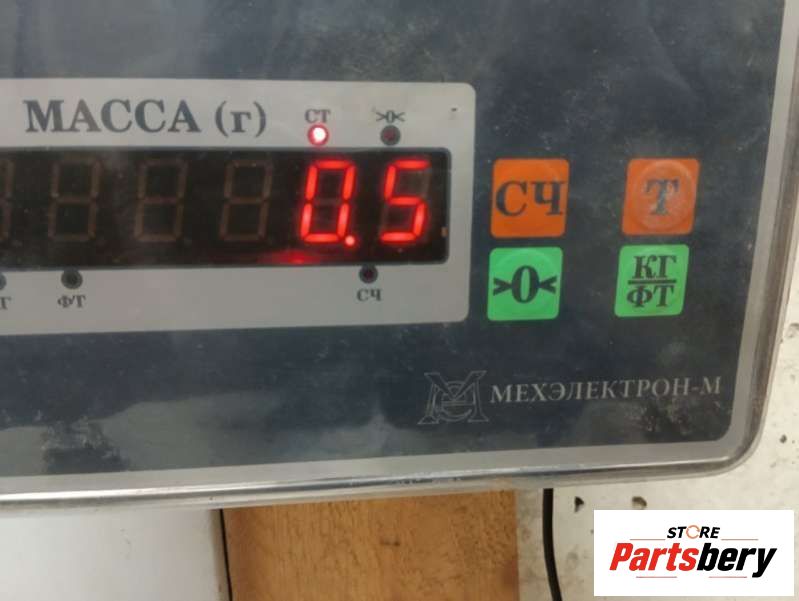 МАССА (г)
СТ
>0<
0.5
ФТ
СЧ
СЧ
Т
>0<
КГ
ФТ
МЕХЭЛЕКТРОН-М
STORE
Partsbery